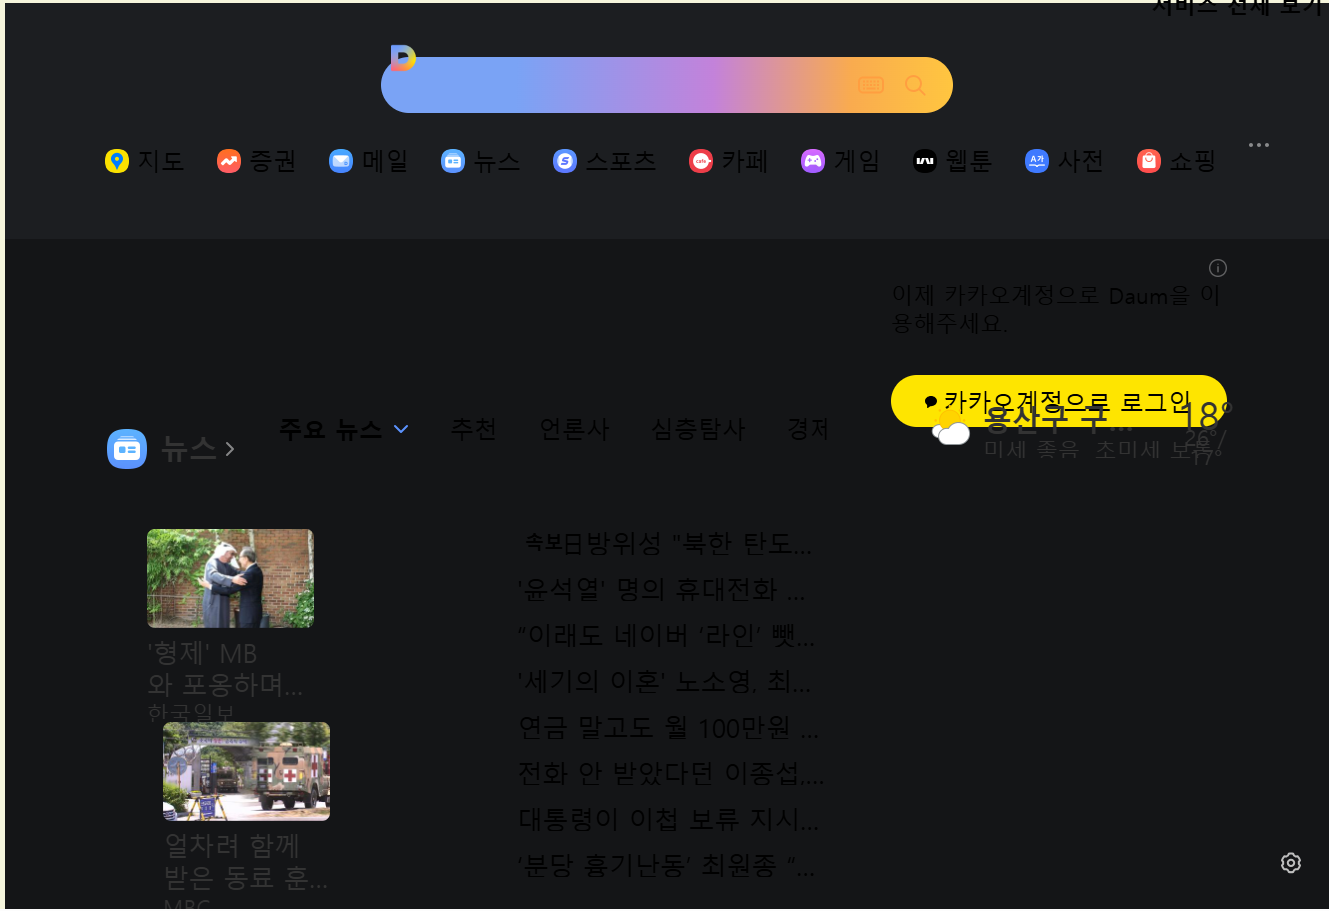 서비스 전체 보기
지도
증권
메일
뉴스
스포츠
카페
게임
웹툰
사전
쇼핑
이제 카카오계정으로 Daum을 이
용해주세요.
카카오계정으로 로그인
뉴스
주요 뉴스
추천
언론사
심층탐사
경제
용산구 구...
18°
미세 좋음 초미세 보통
26°/
17°
'형제' MB
와 포옹하며...
한국일보
얼차려 함께
받은 동료 훈...
MBC
속보日방위성 "북한 탄도...
'윤석열' 명의 휴대전화 ...
"이래도 네이버 ‘라인’ 뺏...
'세기의 이혼' 노소영, 최...
연금 말고도 월 100만원 ...
전화 안 받았다던 이종섭,...
대통령이 이첩 보류 지시...
‘분당 흉기난동’ 최원종 “...